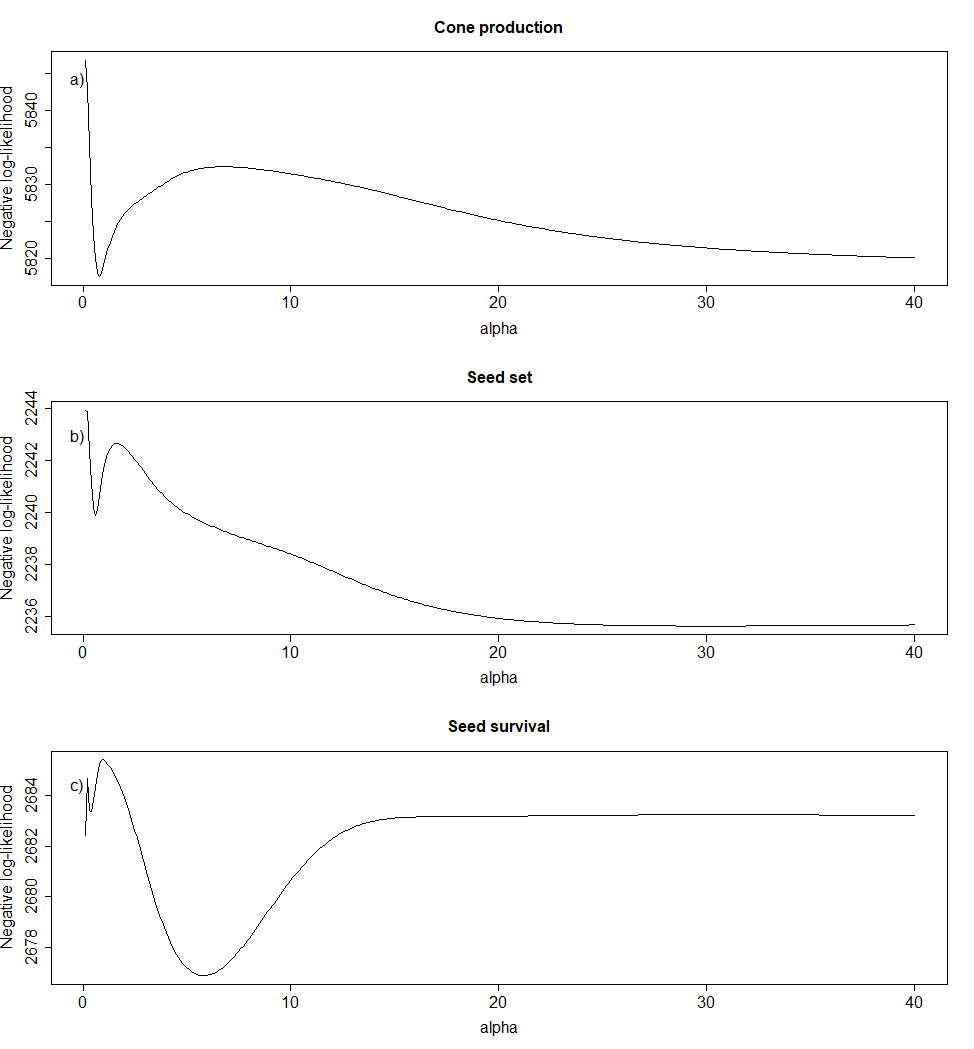 Cone production
a)
Negative log-likelihood
5820 5830 5840
0 10 20 30 40
alpha
Seed set
b)
Negative log-likelihood
2236 2238 2240 2242 2244
0 10 20 30 40
alpha
Seed survival
c)
Negative log-likelihood
2678 2680 2682 2684
0 10 20 30 40
alpha